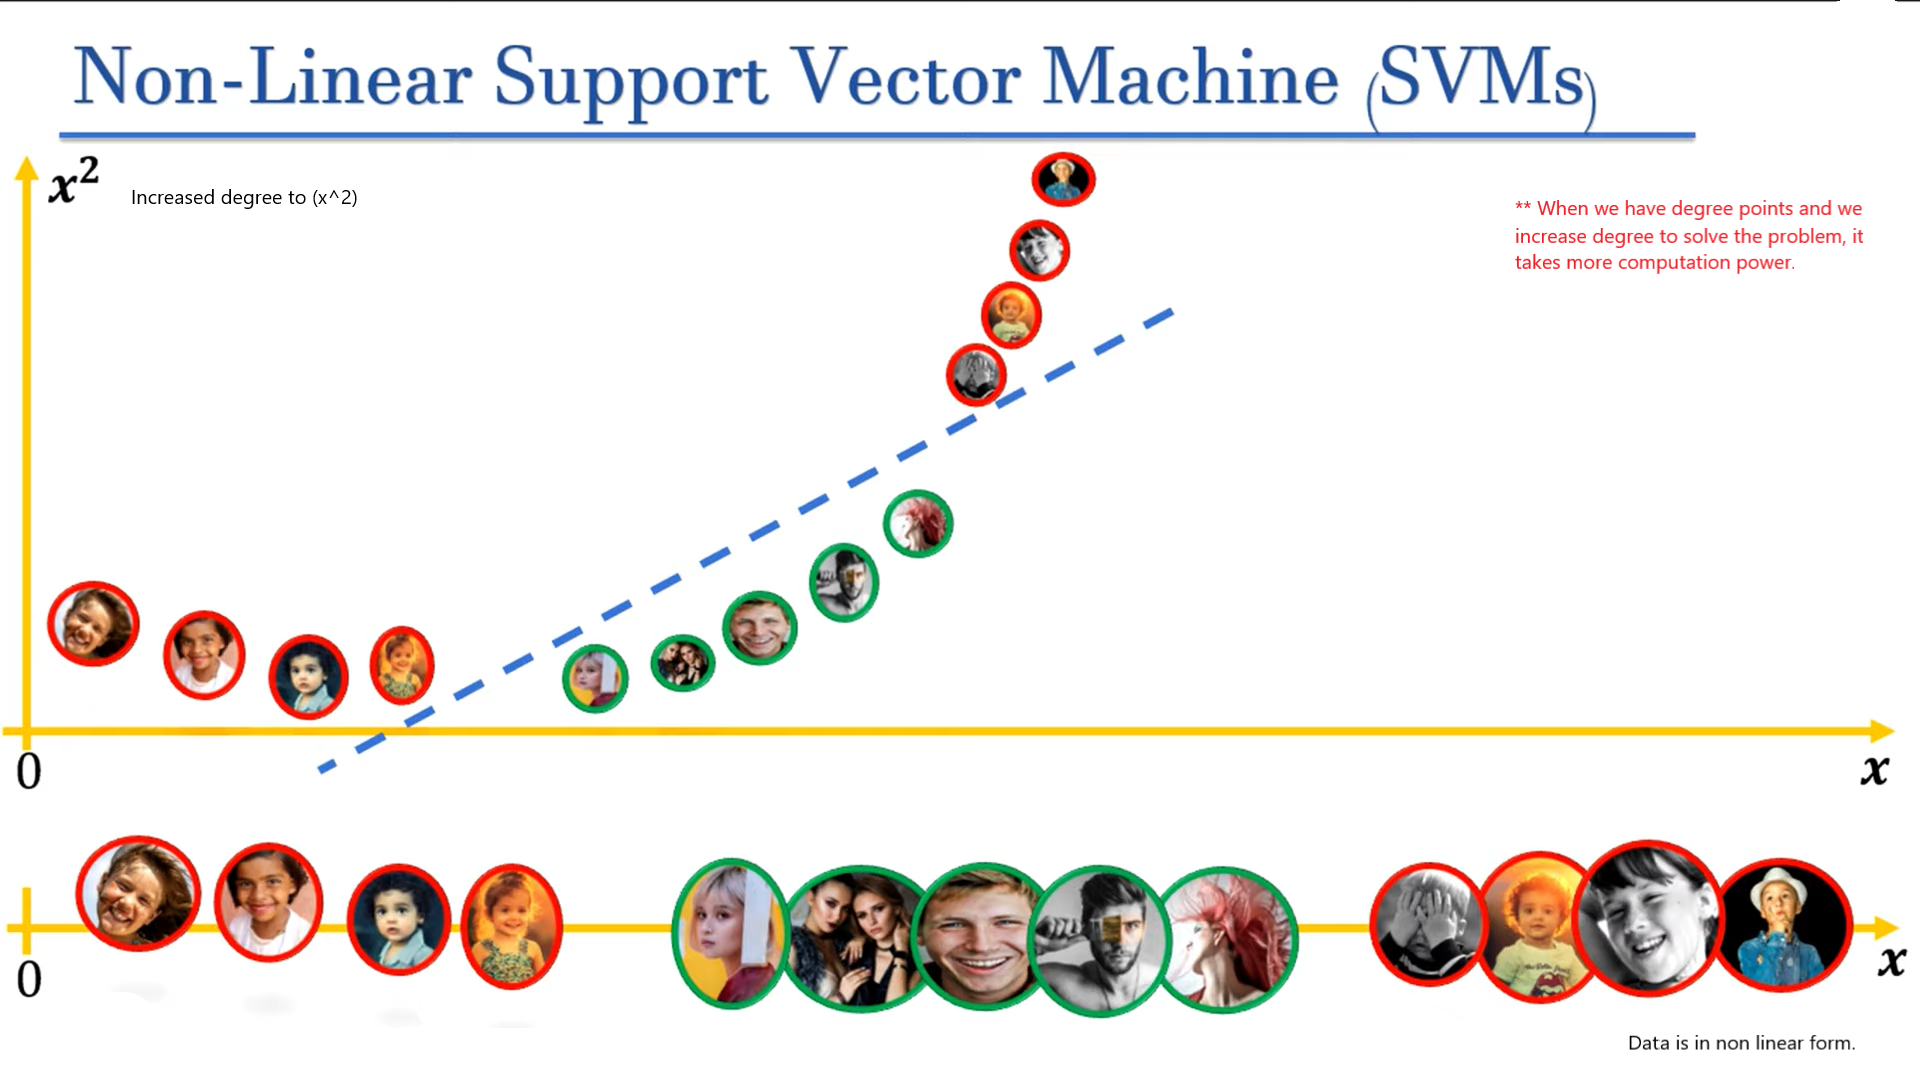 Non-Linear Support Vector Machine (SVMs)
x²
Increased degree to (x^2)
** When we have degree points and we
increase degree to solve the problem, it
takes more computation power.
0
x
0
x
Data is in non linear form.